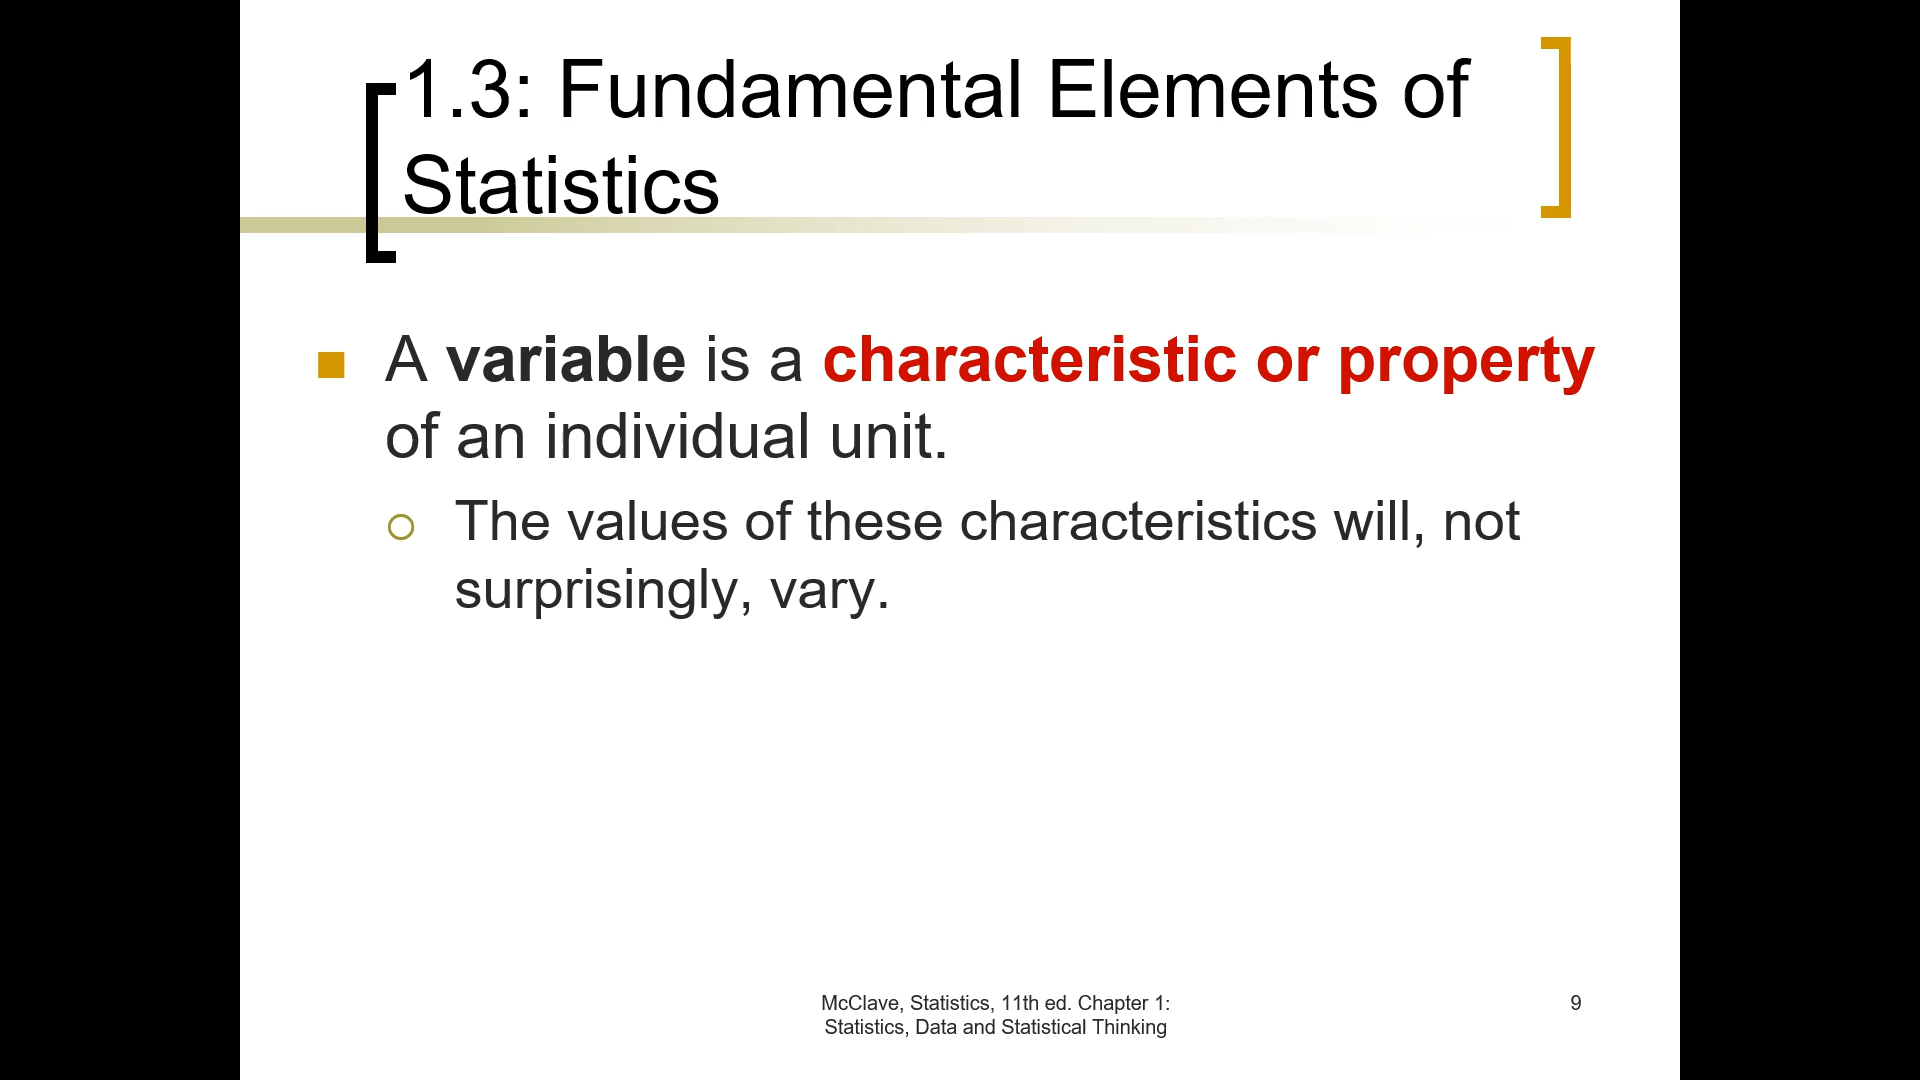 1.3: Fundamental Elements of
Statistics
A variable is a characteristic or property
of an individual unit.
The values of these characteristics will, not
surprisingly, vary.
McClave, Statistics, 11th ed. Chapter 1:
Statistics, Data and Statistical Thinking
9